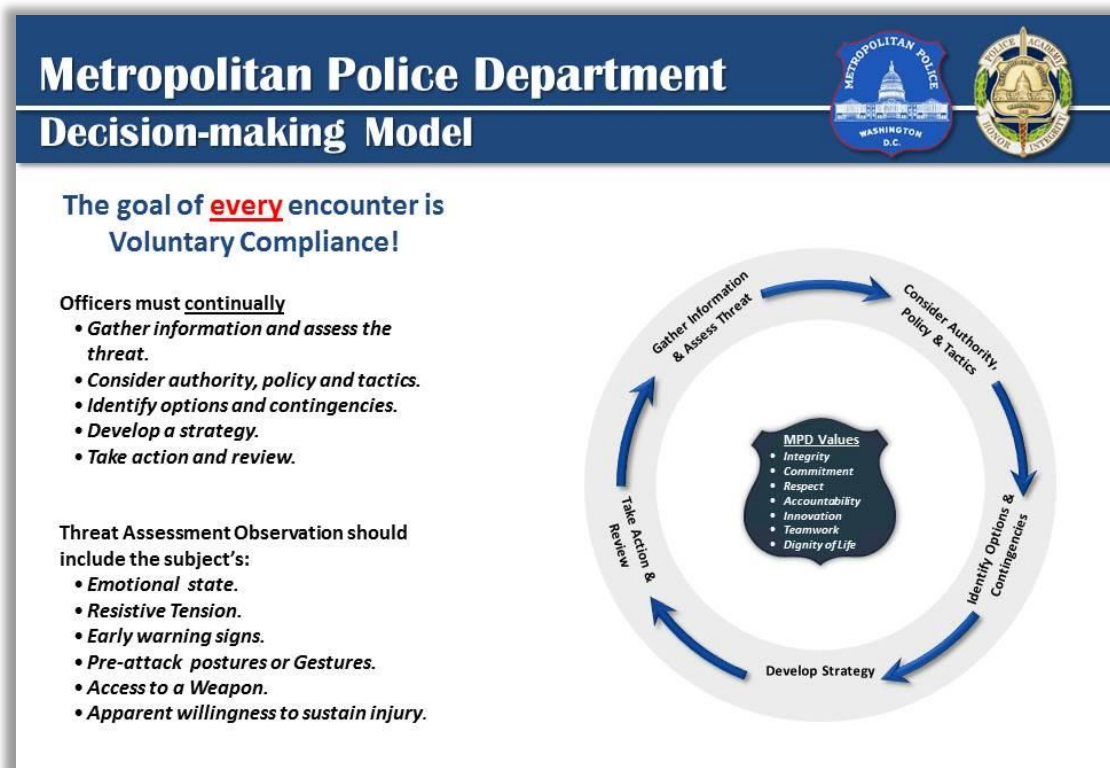 Metropolitan Police Department
Decision-making Model
METROPOLITAN POLICE
WASHINGTON
D.C.
POLICE ACADEMY
HONOR INTEGRITY
The goal of every encounter is
Voluntary Compliance!
Officers must continually
• Gather information and assess the
threat.
• Consider authority, policy and tactics.
• Identify options and contingencies.
• Develop a strategy.
• Take action and review.
Threat Assessment Observation should
include the subject's:
• Emotional state.
• Resistive Tension.
• Early warning signs.
• Pre-attack postures or Gestures.
• Access to a Weapon.
• Apparent willingness to sustain injury.
Gather Information
& Assess Threat
Consider Authority,
Policy & Tactics
Identify Options &
Contingencies
Develop Strategy
Take Action &
Review
MPD Values
• Integrity
• Commitment
• Respect
• Accountability
• Innovation
• Teamwork
• Dignity of Life